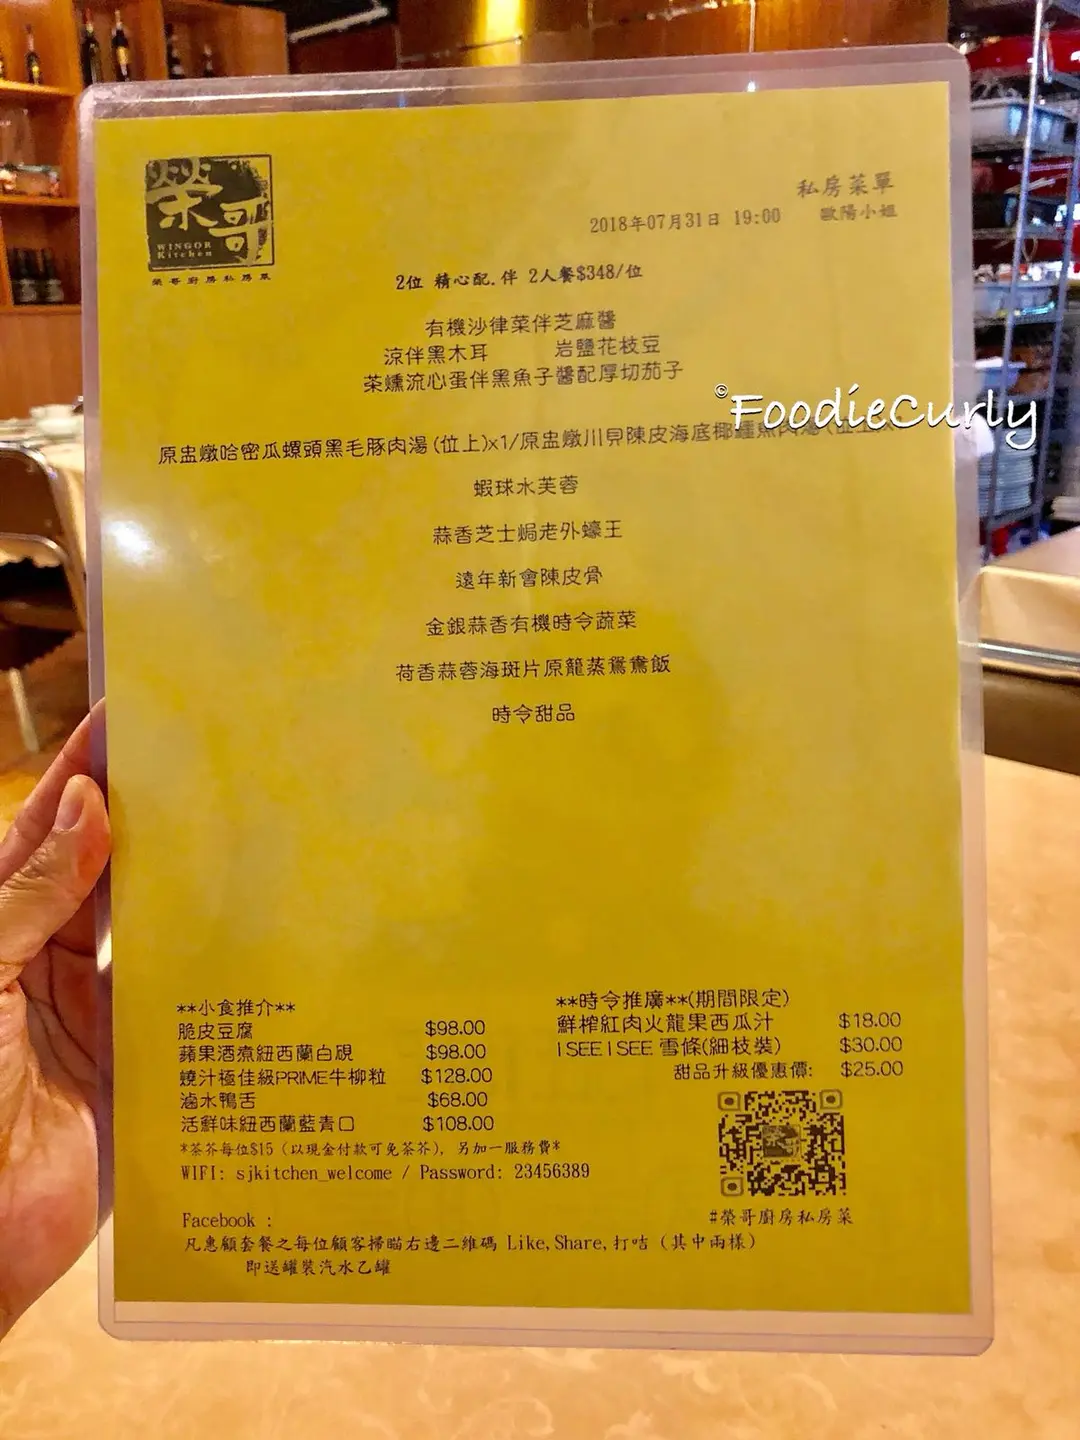 榮哥
WINGOR
Kitchen
榮哥廚房私房菜
私房菜單
2018年07月31日 19:00 歐陽小姐
2位 精心配.伴 2人餐$348/位
有機沙律菜伴芝麻醬
涼伴黑木耳 岩鹽花枝豆
茶燻流心蛋伴黑魚子醬配厚切茄子
©FoodieCurly
原盅燉哈密瓜螺頭黑毛豚肉湯(位上)x1/原盅燉川貝陳皮海底椰鱷魚肉湯(位上)x1
蝦球水芙蓉
蒜香芝士焗老外蠔王
遠年新會陳皮骨
金銀蒜香有機時令蔬菜
荷香蒜蓉海斑片原籠蒸鴛鴦飯
時令甜品
**小食推介**
脆皮豆腐 $98.00
蘋果酒煮紐西蘭白硯 $98.00
燒汁極佳級PRIME牛柳粒 $128.00
滷水鴨舌 $68.00
活鮮味紐西蘭藍青口 $108.00
*茶芥每位$15 (以現金付款可免茶芥), 另加一服務費*
WIFI: sjkitchen_welcome / Password: 23456389
**時令推廣**(期間限定)
鮮榨紅肉火龍果西瓜汁 $18.00
I SEE I SEE 雪條(細枝裝) $30.00
甜品升級優惠價: $25.00
#榮哥廚房私房菜
Facebook :
凡惠顧套餐之每位顧客掃瞄右邊二維碼 Like,Share,打咭 (其中兩樣)
即送罐裝汽水乙罐